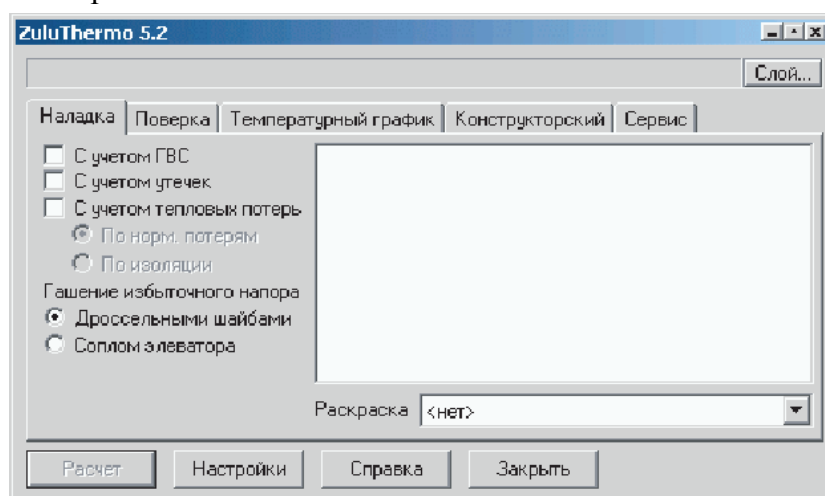 ZuluThermo 5.2
Слой...
Наладка Поверка Температурный график Конструкторский Сервис
С учетом ГВС
С учетом утечек
С учетом тепловых потерь
По норм. потерям
По изоляции
Гашение избыточного напора
Дроссельными шайбами
Соплом элеватора
Раскраска <нет>
Расчет Настройки Справка Закрыть